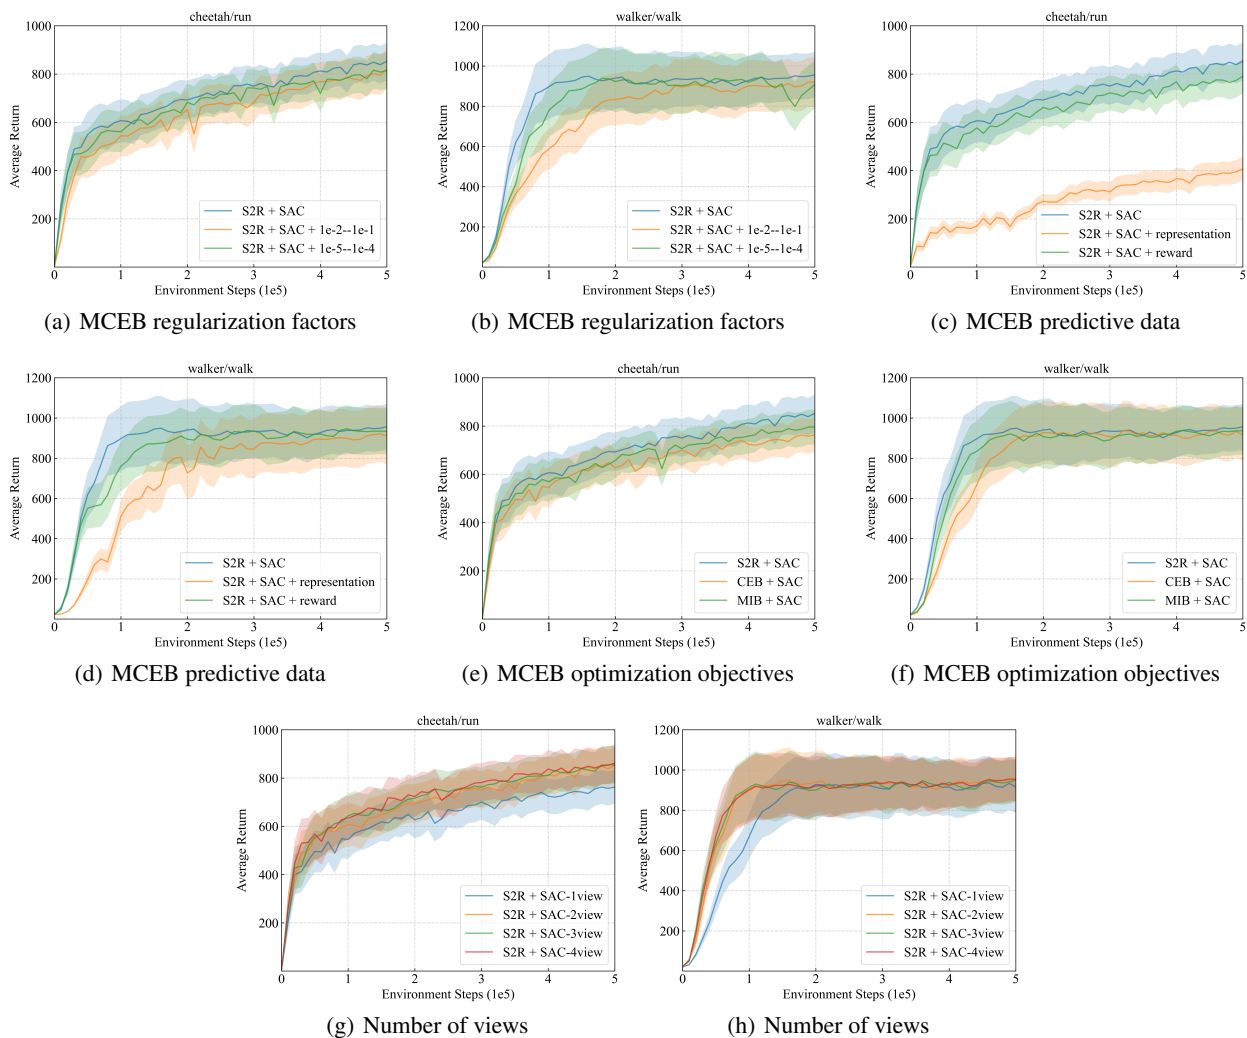 cheetah/run
1000
800
600
400
200
0
1
2
3
4
5
Average Return
Environment Steps (1e5)
S2R + SAC
S2R + SAC + 1e-2--1e-1
S2R + SAC + 1e-5--1e-4
(a) MCEB regularization factors
walker/walk
1200
1000
800
600
400
200
0
1
2
3
4
5
Average Return
Environment Steps (1e5)
S2R + SAC
S2R + SAC + 1e-2--1e-1
S2R + SAC + 1e-5--1e-4
(b) MCEB regularization factors
cheetah/run
1000
800
600
400
200
0
1
2
3
4
5
Average Return
Environment Steps (1e5)
S2R + SAC
S2R + SAC + representation
S2R + SAC + reward
(c) MCEB predictive data
walker/walk
1200
1000
800
600
400
200
0
1
2
3
4
5
Average Return
Environment Steps (1e5)
S2R + SAC
S2R + SAC + representation
S2R + SAC + reward
(d) MCEB predictive data
cheetah/run
1000
800
600
400
200
0
1
2
3
4
5
Average Return
Environment Steps (1e5)
S2R + SAC
CEB + SAC
MIB + SAC
(e) MCEB optimization objectives
walker/walk
1200
1000
800
600
400
200
0
1
2
3
4
5
Average Return
Environment Steps (1e5)
S2R + SAC
CEB + SAC
MIB + SAC
(f) MCEB optimization objectives
cheetah/run
1000
800
600
400
200
0
1
2
3
4
5
Average Return
Environment Steps (1e5)
S2R + SAC-1view
S2R + SAC-2view
S2R + SAC-3view
S2R + SAC-4view
(g) Number of views
walker/walk
1200
1000
800
600
400
200
0
1
2
3
4
5
Average Return
Environment Steps (1e5)
S2R + SAC-1view
S2R + SAC-2view
S2R + SAC-3view
S2R + SAC-4view
(h) Number of views